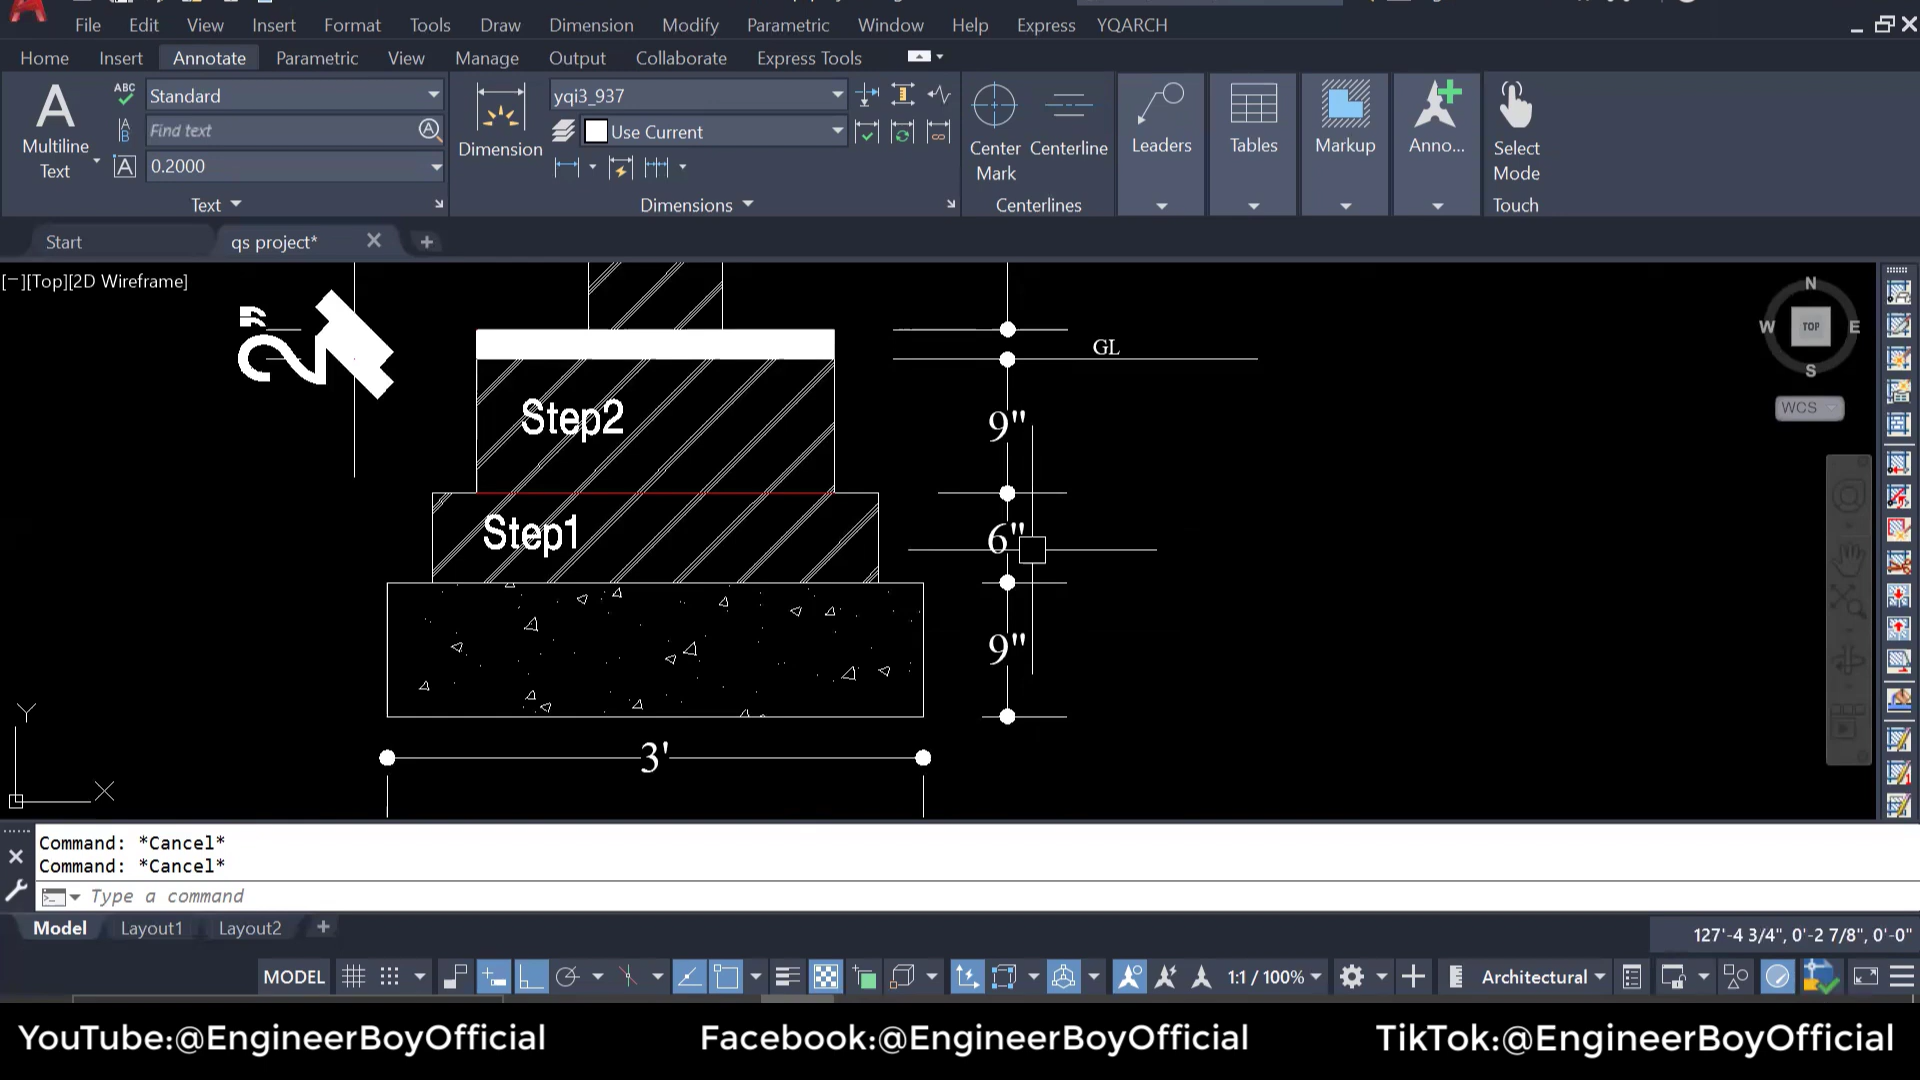 File Edit View Insert Format Tools Draw Dimension Modify Parametric Window Help Express YQARCH
Home Insert Annotate Parametric View Manage Output Collaborate Express Tools
A Multiline Text
ABC Standard
Find text
0.2000
Text
Dimension
yqi3_937
Use Current
Dimensions
Center Mark
Centerline
Centerlines
Leaders
Tables
Markup
Anno...
Select Mode
Touch
Start
qs project*
[−][Top][2D Wireframe]
N
W TOP E
S
WCS
2"
GL
Step2
9"
Step1
6"
9"
3'
Y
X
Command: *Cancel*
Command: *Cancel*
Type a command
Model Layout1 Layout2 +
127'-4 3/4", 0'-2 7/8", 0'-0"
MODEL 1:1 / 100% Architectural
YouTube:@EngineerBoyOfficial
Facebook:@EngineerBoyOfficial
TikTok:@EngineerBoyOfficial